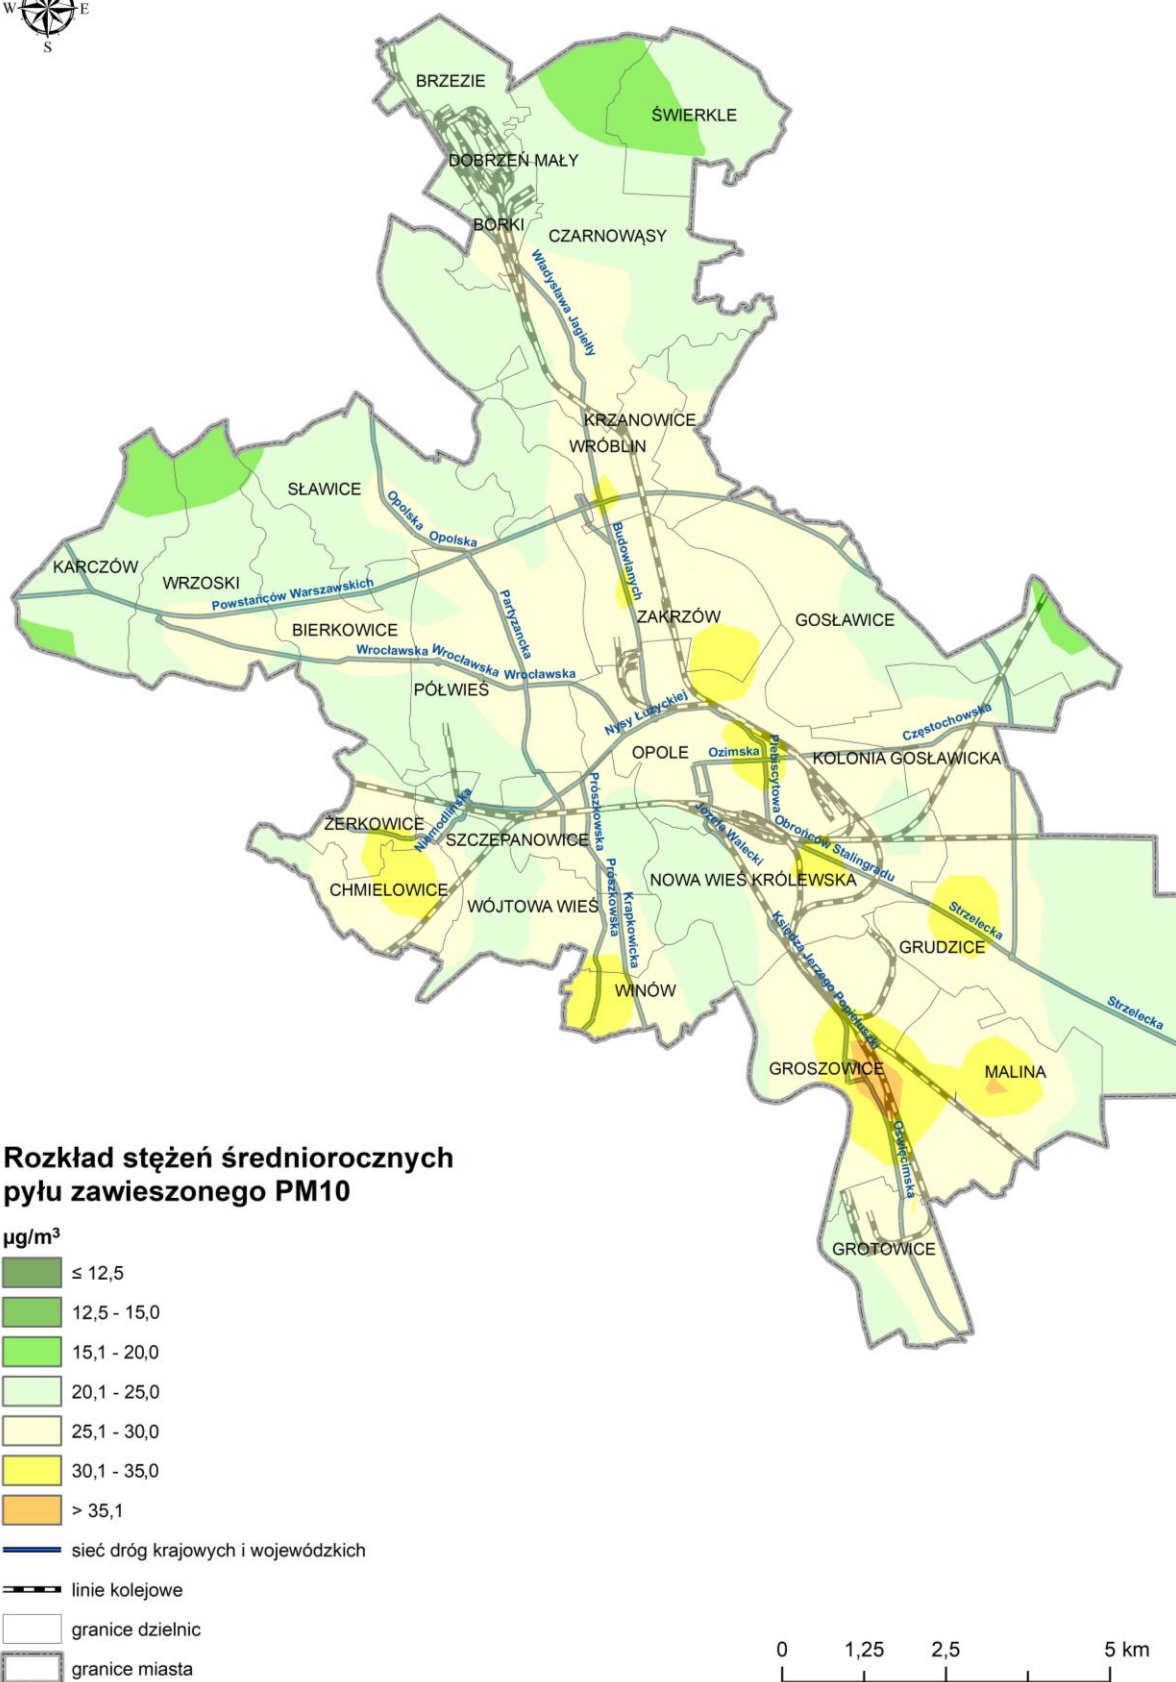 W E
S
BRZEZIE
ŚWIERKLE
DOBRZEŃ MAŁY
BORKI
CZARNOWĄSY
Władysława Jagiełły
KRZANOWICE
WRÓBLIN
SŁAWICE
Opolska
Opolska
Budowlanych
KARCZÓW
WRZOSKI
Powstańców Warszawskich
Partyzancka
ZAKRZÓW
GOSŁAWICE
BIERKOWICE
Wrocławska Wrocławska Wrocławska
PÓŁWIEŚ
Nysy Łużyckiej
Częstochowska
OPOLE
Ozimska
Plebiscytowa
KOLONIA GOSŁAWICKA
Niemodlińska
Prószkowska
ŻERKOWICE
SZCZEPANOWICE
Józefa Walecki
Obrońców Stalingradu
CHMIELOWICE
NOWA WIEŚ KRÓLEWSKA
WÓJTOWA WIEŚ
Prószkowska
Krapkowicka
Strzelecka
GRUDZICE
Księdza Jerzego Popiełuszki
WINÓW
Strzelecka
GROSZOWICE
MALINA
Oświęcimska
GROTOWICE
Rozkład stężeń średniorocznych
pyłu zawieszonego PM10
µg/m³
≤ 12,5
12,5 - 15,0
15,1 - 20,0
20,1 - 25,0
25,1 - 30,0
30,1 - 35,0
> 35,1
sieć dróg krajowych i wojewódzkich
linie kolejowe
granice dzielnic
granice miasta
0 1,25 2,5 5 km